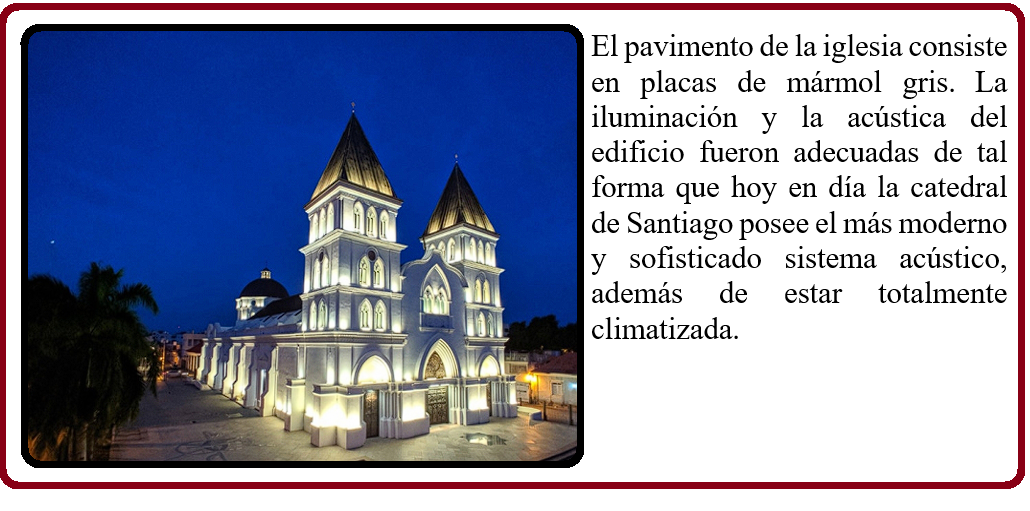 El pavimento de la iglesia consiste
en placas de mármol gris. La
iluminación y la acústica del
edificio fueron adecuadas de tal
forma que hoy en día la catedral
de Santiago posee el más moderno
y sofisticado sistema acústico,
además de estar totalmente
climatizada.